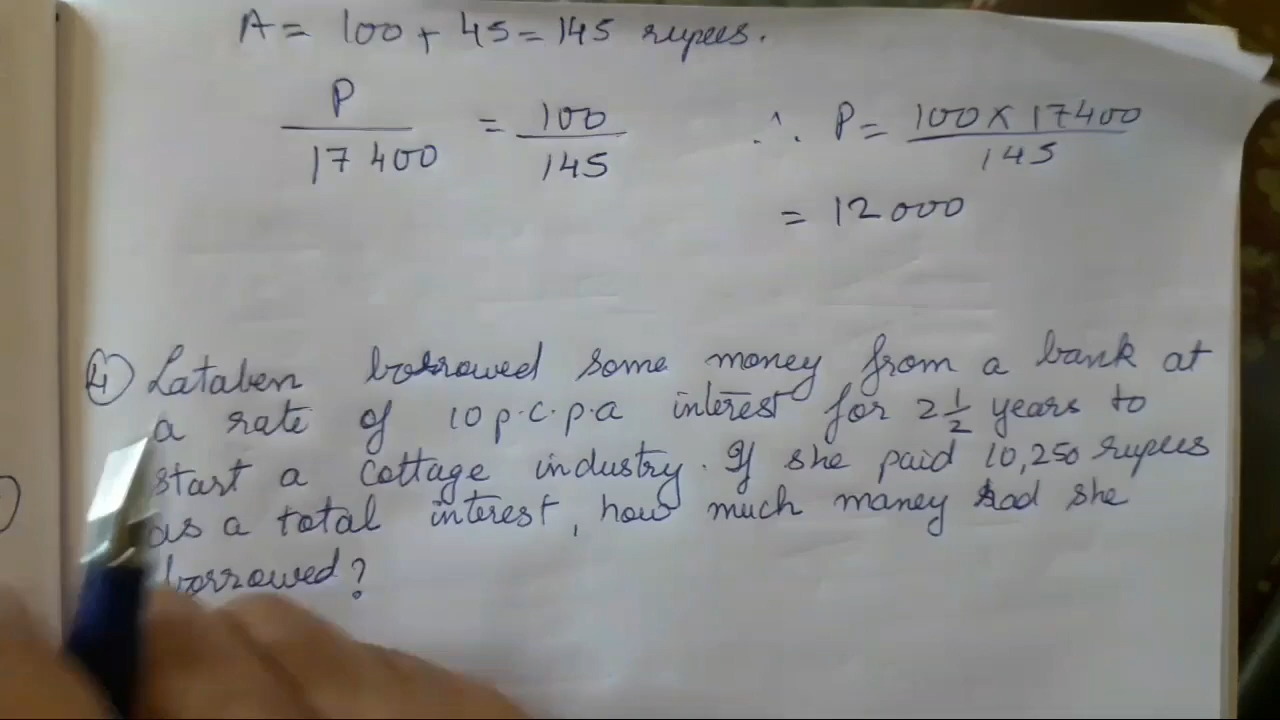 A = 100 + 45 = 145 rupees.
P/17400 = 100/145 ∴ P = 100 × 17400/145
= 12000
④ Lataben borrowed some money from a bank at
a rate of 10 p.c.p.a interest for 2 1/2 years to
start a cottage industry. If she paid 10,250 rupees
as a total interest, how much maney had she
borrowed?